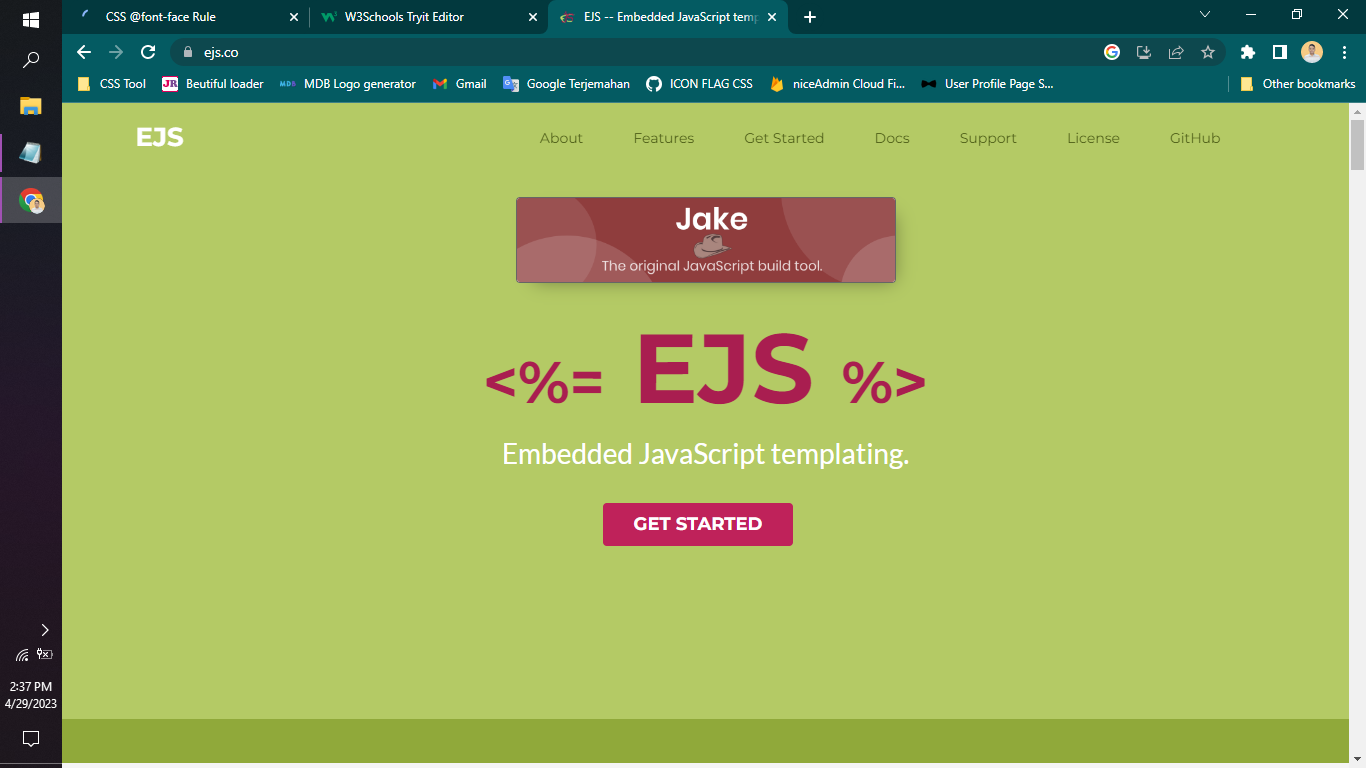 CSS @font-face Rule
W3Schools Tryit Editor
EJS -- Embedded JavaScript temp
ejs.co
CSS Tool
JR Beutiful loader
MDB MDB Logo generator
Gmail
Google Terjemahan
ICON FLAG CSS
niceAdmin Cloud Fi...
User Profile Page S...
Other bookmarks
EJS
About
Features
Get Started
Docs
Support
License
GitHub
Jake
The original JavaScript build tool.
<%= EJS %>
Embedded JavaScript templating.
GET STARTED
2:37 PM
4/29/2023